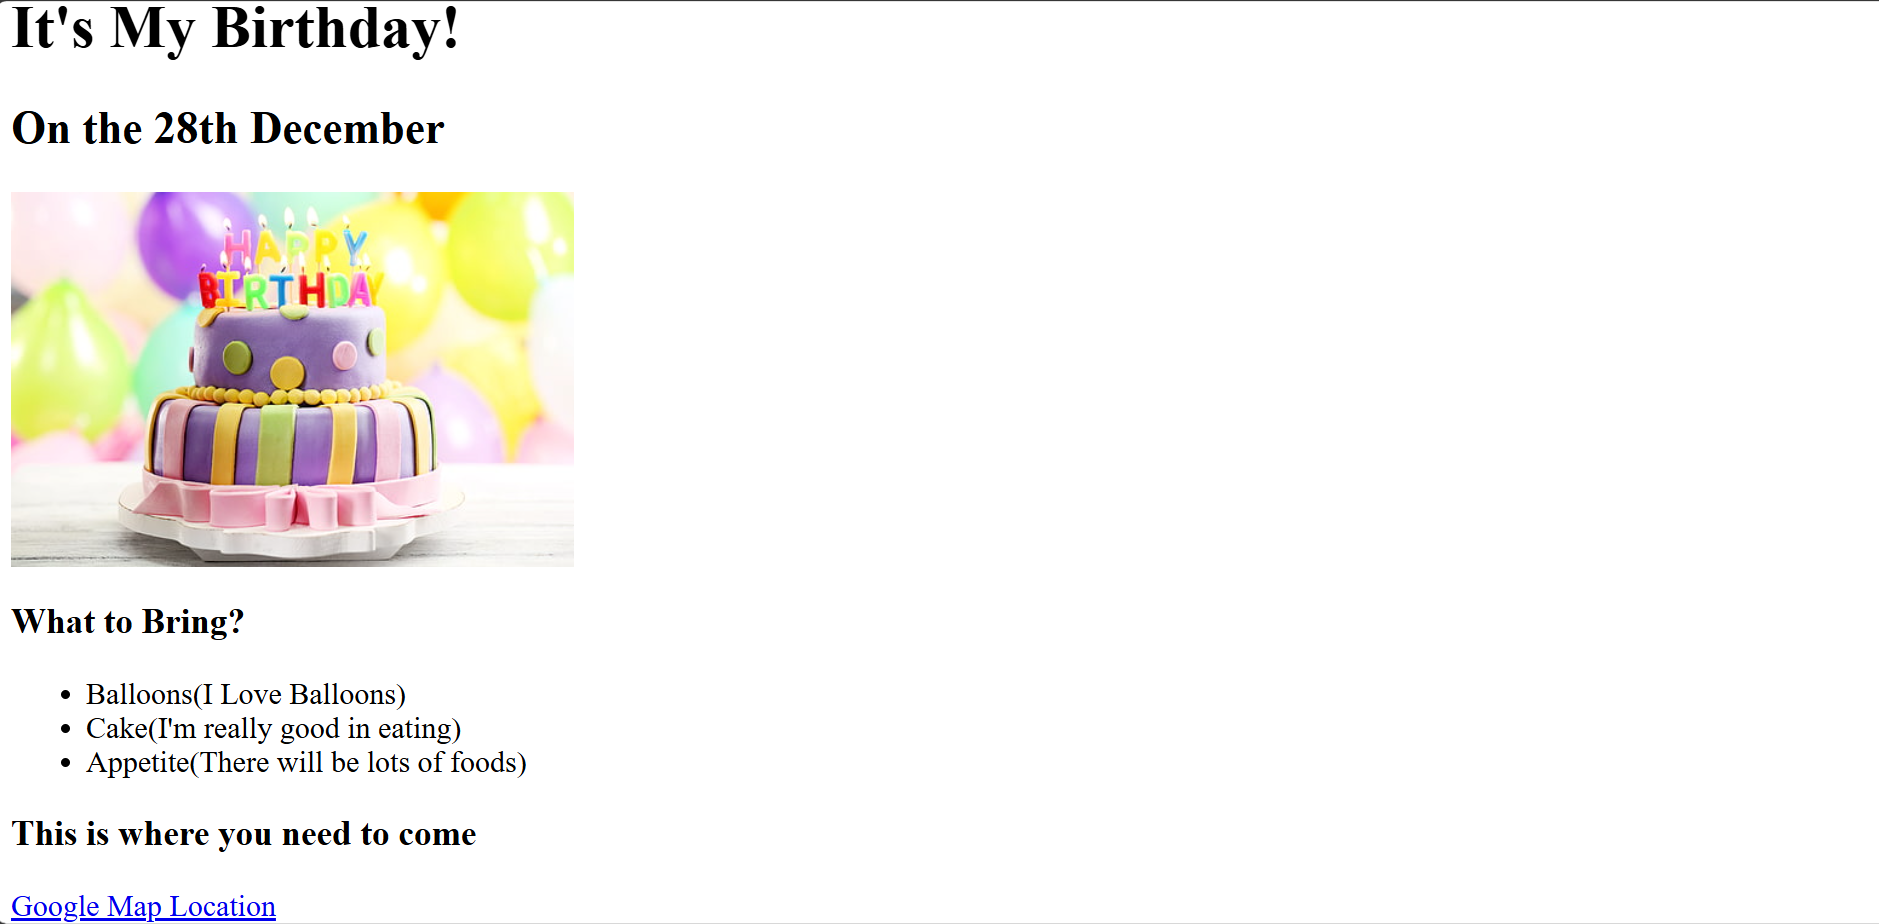 It's My Birthday!
On the 28th December
HAPPY
BIRTHDAY
What to Bring?
Balloons(I Love Balloons)
Cake(I'm really good in eating)
Appetite(There will be lots of foods)
This is where you need to come
Google Map Location